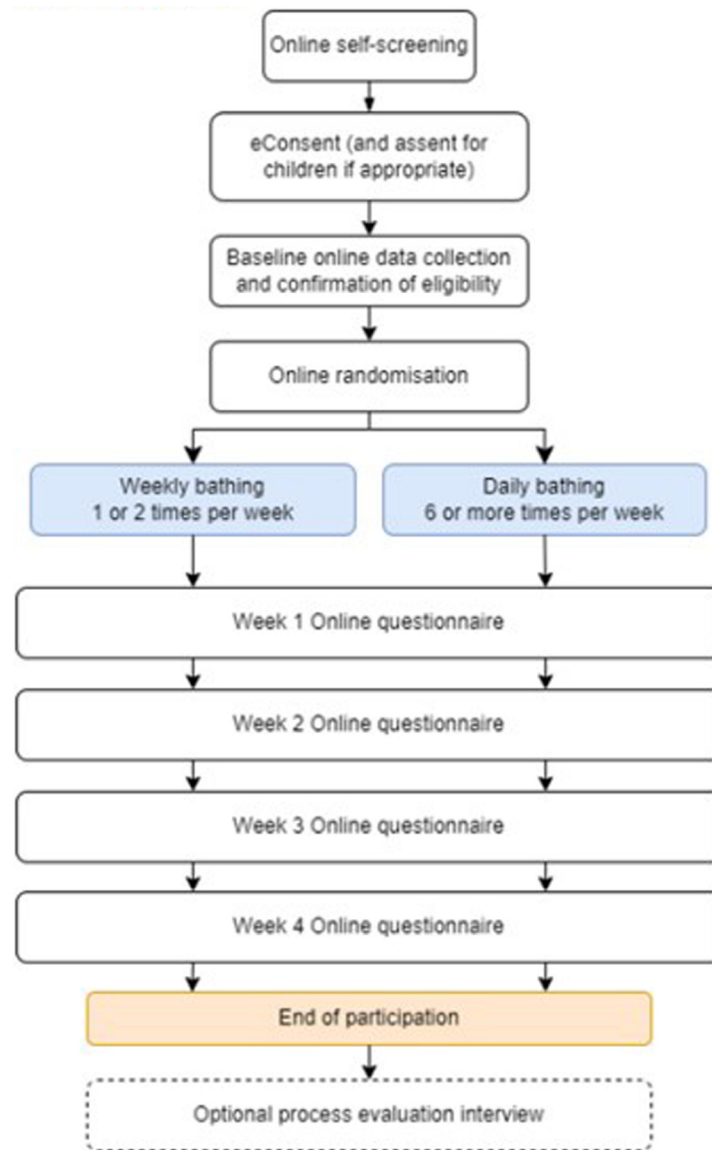 Online self-screening
eConsent (and assent for
children if appropriate)
Baseline online data collection
and confirmation of eligibility
Online randomisation
Weekly bathing
1 or 2 times per week
Daily bathing
6 or more times per week
Week 1 Online questionnaire
Week 2 Online questionnaire
Week 3 Online questionnaire
Week 4 Online questionnaire
End of participation
Optional process evaluation interview